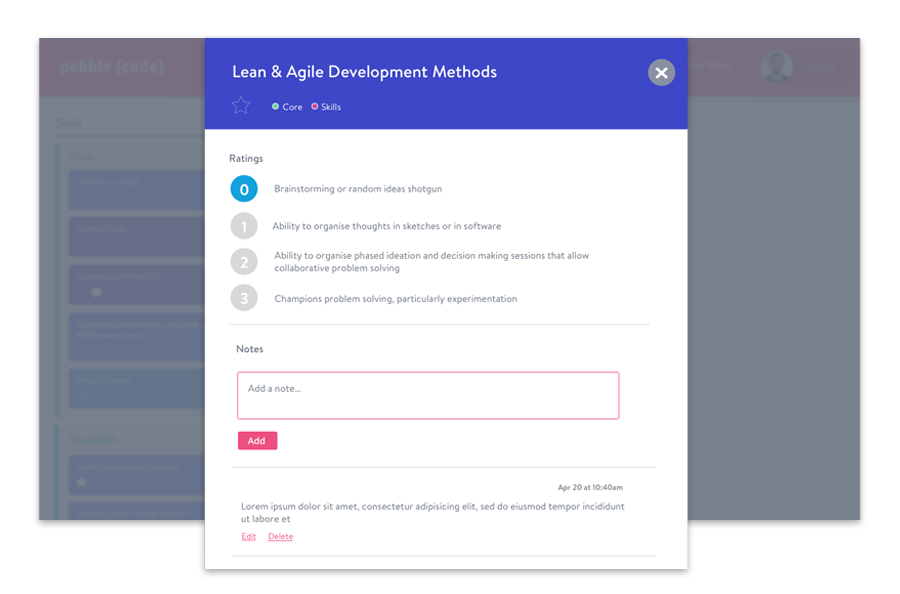 pebble {code}
Lean & Agile Development Methods
Core
Skills
Skills
Ratings
0
Brainstorming or random ideas shotgun
1
Ability to organise thoughts in sketches or in software
2
Ability to organise phased ideation and decision making sessions that allow
collaborative problem solving
3
Champions problem solving, particularly experimentation
Notes
Add a note...
Add
Apr 20 at 10:40am
Lorem ipsum dolor sit amet, consectetur adipisicing elit, sed do eiusmod tempor incididunt
ut labore et
Edit
Delete
Core
Specialist